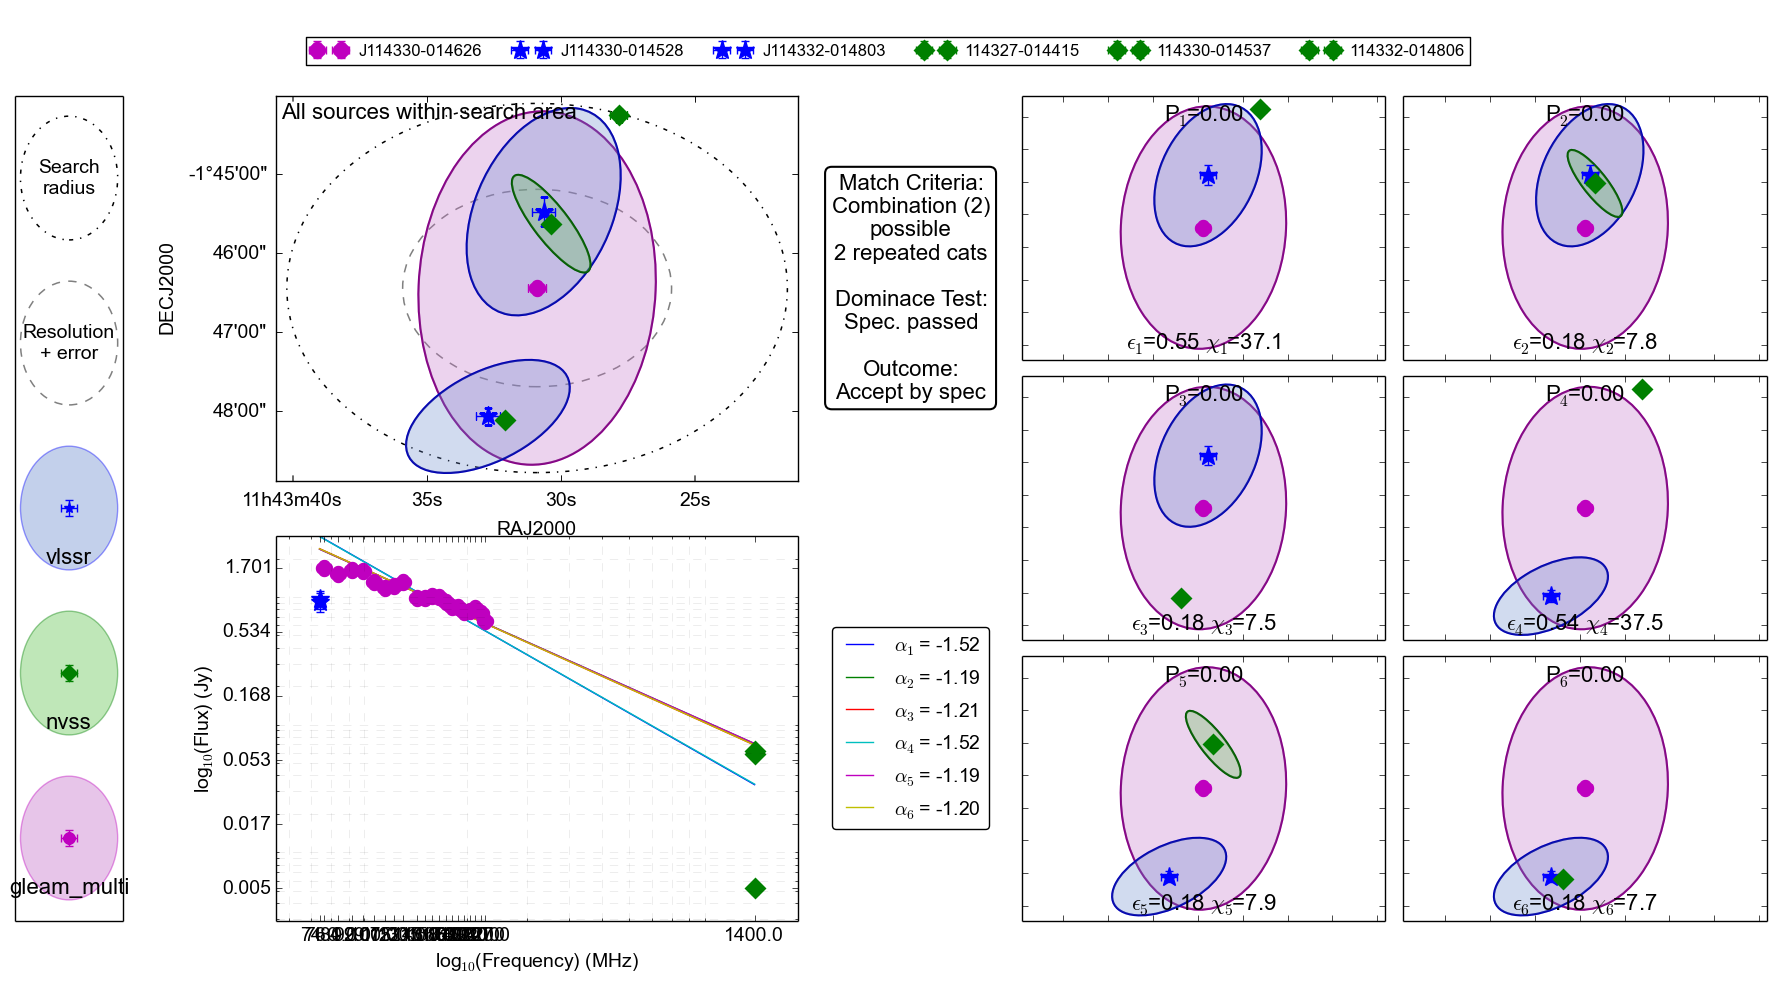 J114330-014626 J114330-014528 J114332-014803 114327-014415 114330-014537 114332-014806
Search
radius
Resolution
+ error
vlssr
nvss
gleam_multi
All sources within search area
-1°45'00"
46'00"
47'00"
48'00"
DECJ2000
11h43m40s 35s 30s 25s
RAJ2000
Match Criteria:
Combination (2)
possible
2 repeated cats
Dominace Test:
Spec. passed
Outcome:
Accept by spec
1.701
0.534
0.168
0.053
0.017
0.005
log10(Flux) (Jy)
1400.0
log10(Frequency) (MHz)
α1 = -1.52
α2 = -1.19
α3 = -1.21
α4 = -1.52
α5 = -1.19
α6 = -1.20
P1=0.00
ϵ1=0.55 χ1=37.1
P2=0.00
ϵ2=0.18 χ2=7.8
P3=0.00
ϵ3=0.18 χ3=7.5
P4=0.00
ϵ4=0.54 χ4=37.5
P5=0.00
ϵ5=0.18 χ5=7.9
P6=0.00
ϵ6=0.18 χ6=7.7